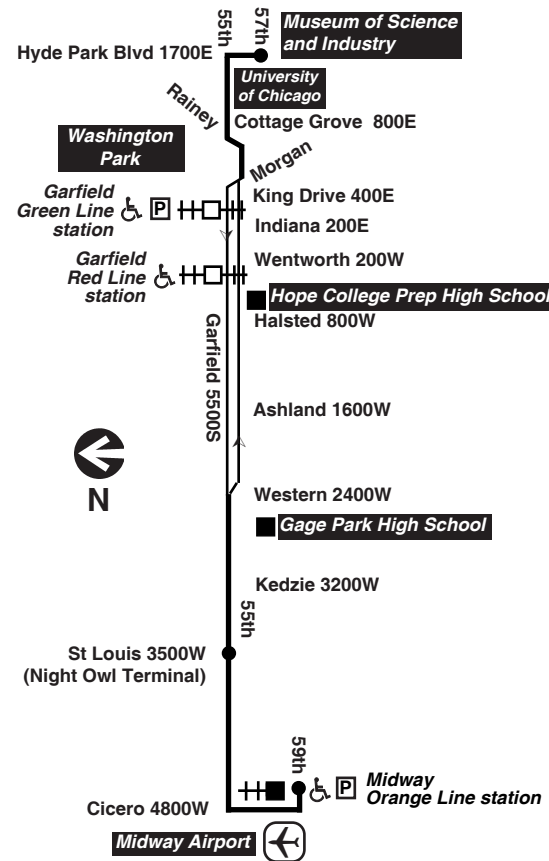 55th
57th
Museum of Science
and Industry
Hyde Park Blvd 1700E
University
of Chicago
Rainey
Cottage Grove 800E
Washington
Park
Morgan
Garfield
Green Line
station
P
King Drive 400E
Indiana 200E
Garfield
Red Line
station
Wentworth 200W
Hope College Prep High School
Halsted 800W
Garfield 5500S
Ashland 1600W
N
Western 2400W
Gage Park High School
Kedzie 3200W
55th
St Louis 3500W
(Night Owl Terminal)
59th
P
Midway
Orange Line station
Cicero 4800W
Midway Airport